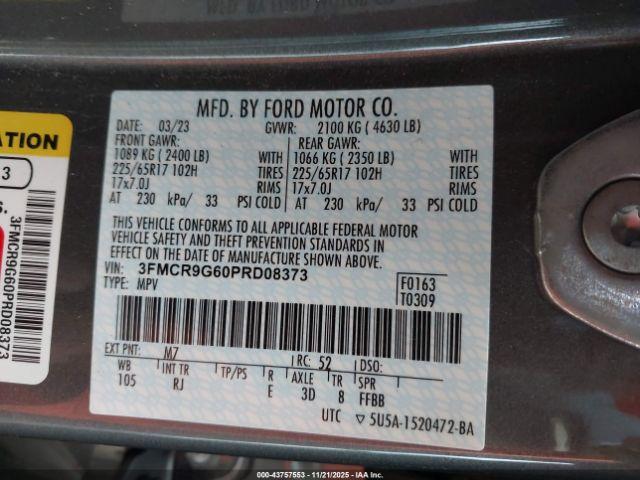 MFD. BY FORD MOTOR CO.
DATE: 03/23 GVWR: 2100 KG ( 4630 LB)
FRONT GAWR: REAR GAWR:
1089 KG ( 2400 LB) WITH 1066 KG ( 2350 LB) WITH
225/65R17 102H TIRES 225/65R17 102H TIRES
17x7.0J RIMS 17x7.0J RIMS
AT 230 kPa/ 33 PSI COLD AT 230 kPa/ 33 PSI COLD
THIS VEHICLE CONFORMS TO ALL APPLICABLE FEDERAL MOTOR
VEHICLE SAFETY AND THEFT PREVENTION STANDARDS IN
EFFECT ON THE DATE OF MANUFACTURE SHOWN ABOVE.
VIN: 3FMCR9G60PRD08373
TYPE: MPV
F0163
T0309
EXT PNT: M7 RC: 52 DSO:
WB INT TR TP/PS R AXLE TR SPR
105 RJ E 3D 8 FFBB
UTC ▽ 5U5A-1520472-BA
ATION
3
S.
3FMCR9G60PRD08373
000-43757553 — 11/21/2025 — IAAI.COM